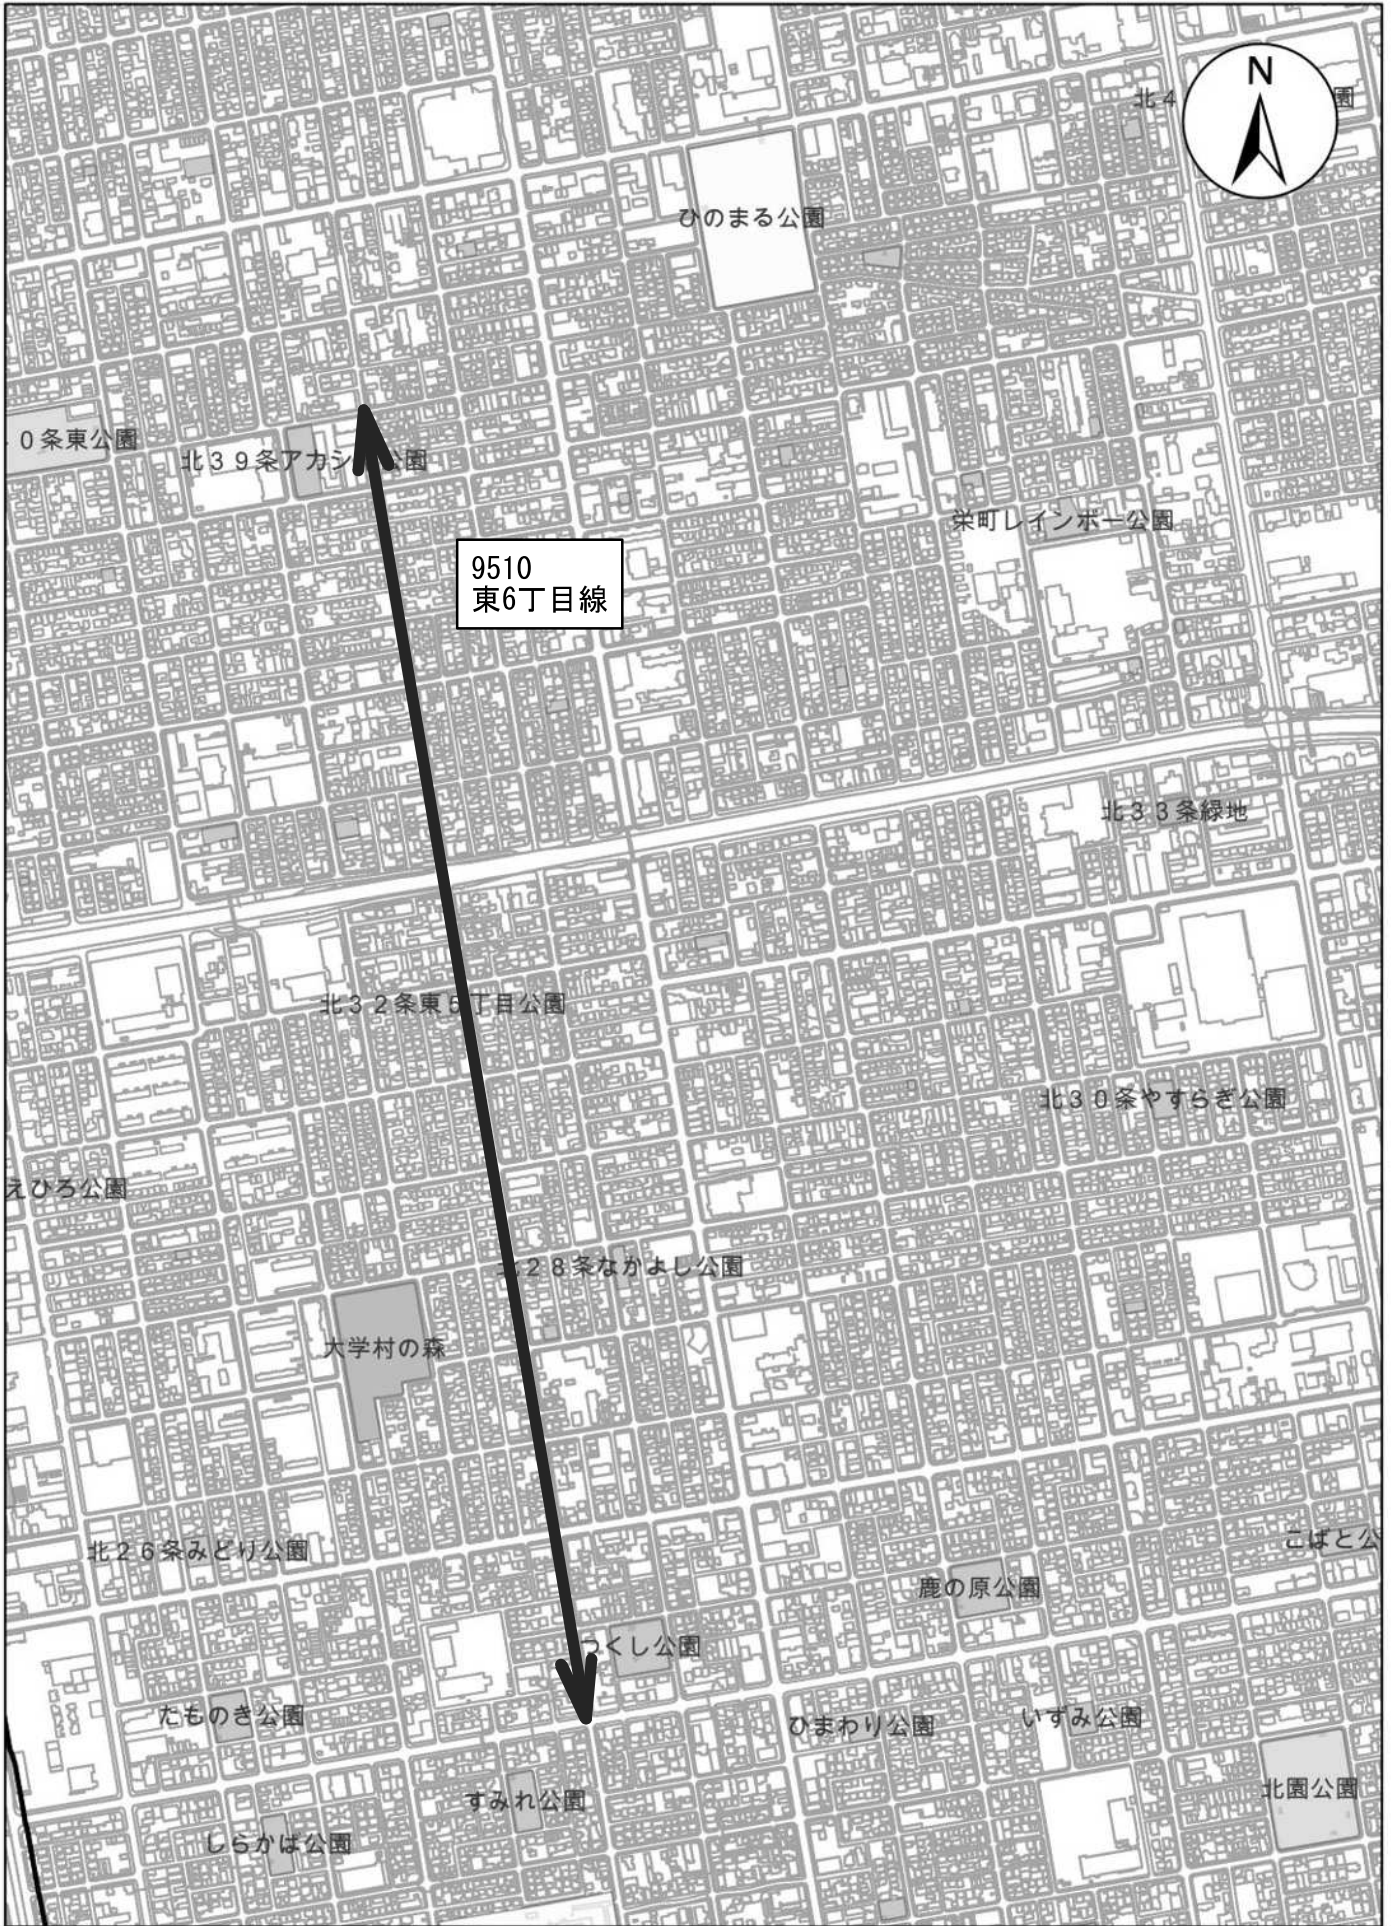 N
北4
園
ひのまる公園
0条東公園
北39条アカシ
公園
栄町レインボー公園
9510
東6丁目線
北33条緑地
北32条東
丁目公園
北30条やすらぎ公園
えひろ公園
28条なかよし公園
大学村の森
北26条みどり公園
こばと公
鹿の原公園
つくし公園
たものき公園
ひまわり公園
いずみ公園
北園公園
すみれ公園
しらかば公園